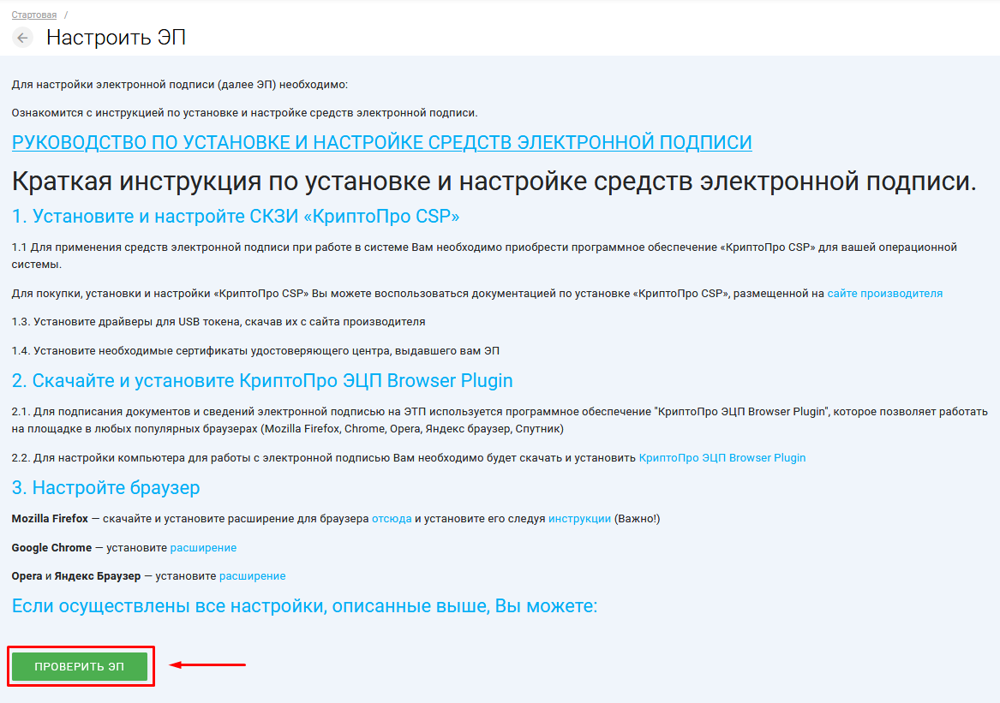 Стартовая /
Настроить ЭП
Для настройки электронной подписи (далее ЭП) необходимо:
Ознакомится с инструкцией по установке и настройке средств электронной подписи.
РУКОВОДСТВО ПО УСТАНОВКЕ И НАСТРОЙКЕ СРЕДСТВ ЭЛЕКТРОННОЙ ПОДПИСИ
Краткая инструкция по установке и настройке средств электронной подписи.
1. Установите и настройте СКЗИ «КриптоПро CSP»
1.1 Для применения средств электронной подписи при работе в системе Вам необходимо приобрести программное обеспечение «КриптоПро CSP» для вашей операционной
системы.
Для покупки, установки и настройки «КриптоПро CSP» Вы можете воспользоваться документацией по установке «КриптоПро CSP», размещенной на сайте производителя
1.3. Установите драйверы для USB токена, скачав их с сайта производителя
1.4. Установите необходимые сертификаты удостоверяющего центра, выдавшего вам ЭП
2. Скачайте и установите КриптоПро ЭЦП Browser Plugin
2.1. Для подписания документов и сведений электронной подписью на ЭТП используется программное обеспечение "КриптоПро ЭЦП Browser Plugin", которое позволяет работать
на площадке в любых популярных браузерах (Mozilla Firefox, Chrome, Opera, Яндекс браузер, Спутник)
2.2. Для настройки компьютера для работы с электронной подписью Вам необходимо будет скачать и установить КриптоПро ЭЦП Browser Plugin
3. Настройте браузер
Mozilla Firefox — скачайте и установите расширение для браузера отсюда и установите его следуя инструкции (Важно!)
Google Chrome — установите расширение
Opera и Яндекс Браузер — установите расширение
Если осуществлены все настройки, описанные выше, Вы можете:
ПРОВЕРИТЬ ЭП